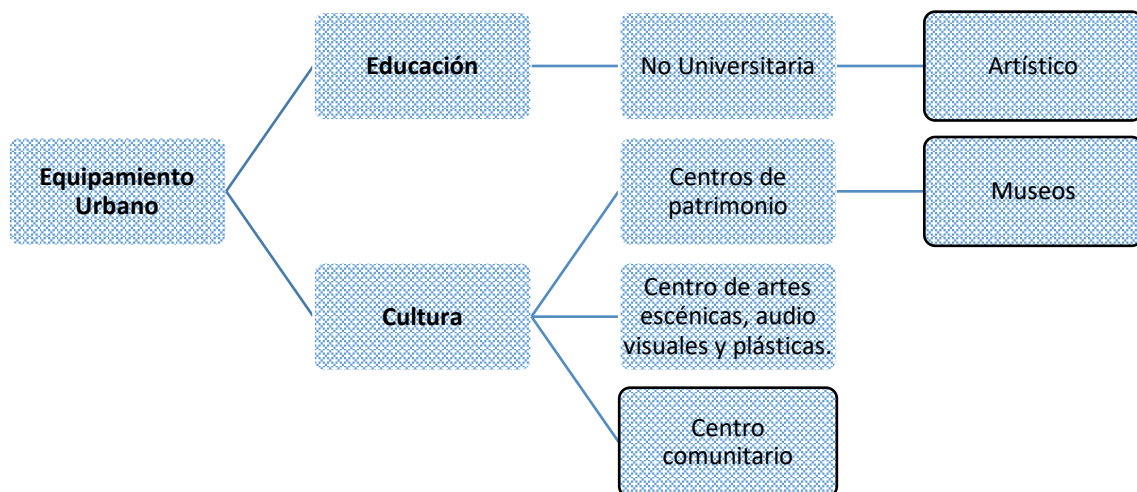 Educación
No Universitaria
Artístico
Equipamiento
Urbano
Centros de
patrimonio
Museos
Cultura
Centro de artes
escénicas, audio
visuales y plásticas.
Centro
comunitario